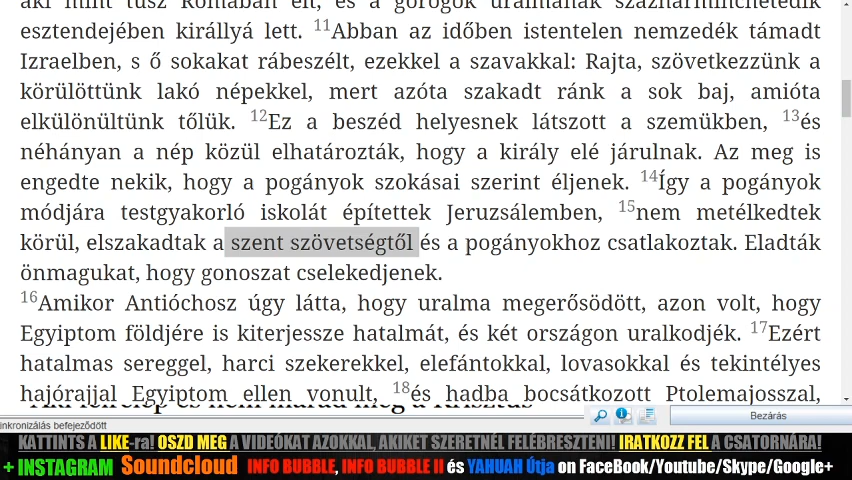 aki mint túsz Rómában élt, és a görögök uralmának százharminchetedik
esztendejében királlyá lett. 11Abban az időben istentelen nemzedék támadt
Izraelben, s ő sokakat rábeszélt, ezekkel a szavakkal: Rajta, szövetkezzünk a
körülöttünk lakó népekkel, mert azóta szakadt ránk a sok baj, amióta
elkülönültünk tőlük. 12Ez a beszéd helyesnek látszott a szemükben, 13és
néhányan a nép közül elhatározták, hogy a király elé járulnak. Az meg is
engedte nekik, hogy a pogányok szokásai szerint éljenek. 14Így a pogányok
módjára testgyakorló iskolát építettek Jeruzsálemben, 15nem metélkedtek
körül, elszakadtak a szent szövetségtől és a pogányokhoz csatlakoztak. Eladták
önmagukat, hogy gonoszat cselekedjenek.
16Amikor Antióchosz úgy látta, hogy uralma megerősödött, azon volt, hogy
Egyiptom földjére is kiterjessze hatalmát, és két országon uralkodjék. 17Ezért
hatalmas sereggel, harci szekerekkel, elefántokkal, lovasokkal és tekintélyes
hajórajjal Egyiptom ellen vonult, 18és hadba bocsátkozott Ptolemajosszal,
inkronizálás befejeződött
Bezárás
KATTINTS A LIKE-ra! OSZD MEG A VIDEÓKAT AZOKKAL, AKIKET SZERETNÉL FELÉBRESZTENI! IRATKOZZ FEL A CSATORNÁRA!
+ INSTAGRAM Soundcloud INFO BUBBLE, INFO BUBBLE II és YAHUAH Útja on FaceBook/Youtube/Skype/Google+